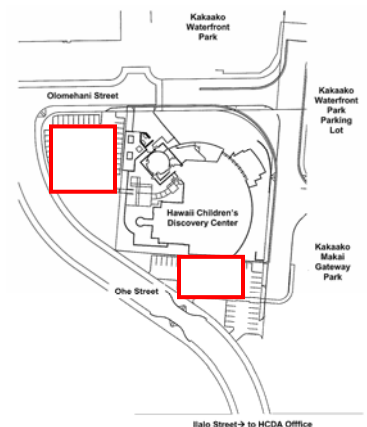 Kakaako
Waterfront
Park
Olomehani Street
Kakaako
Waterfront
Park
Parking
Lot
Hawaii Children's
Discovery Center
Kakaako
Makai
Gateway
Park
Ohe Street
Ilalo Street→ to HCDA Offfice